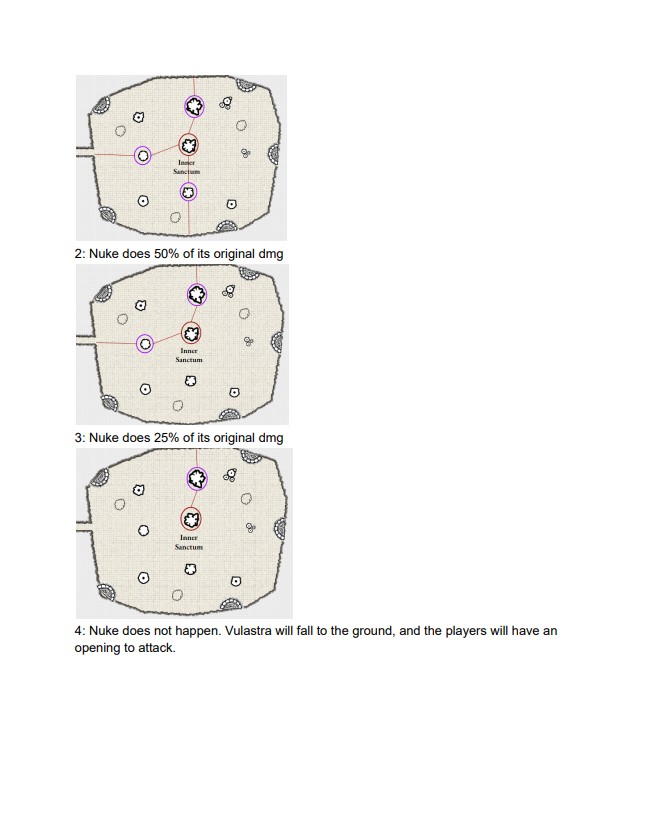 Inner
Sanctum
2: Nuke does 50% of its original dmg
Inner
Sanctum
3: Nuke does 25% of its original dmg
Inner
Sanctum
4: Nuke does not happen. Vulastra will fall to the ground, and the players will have an
opening to attack.